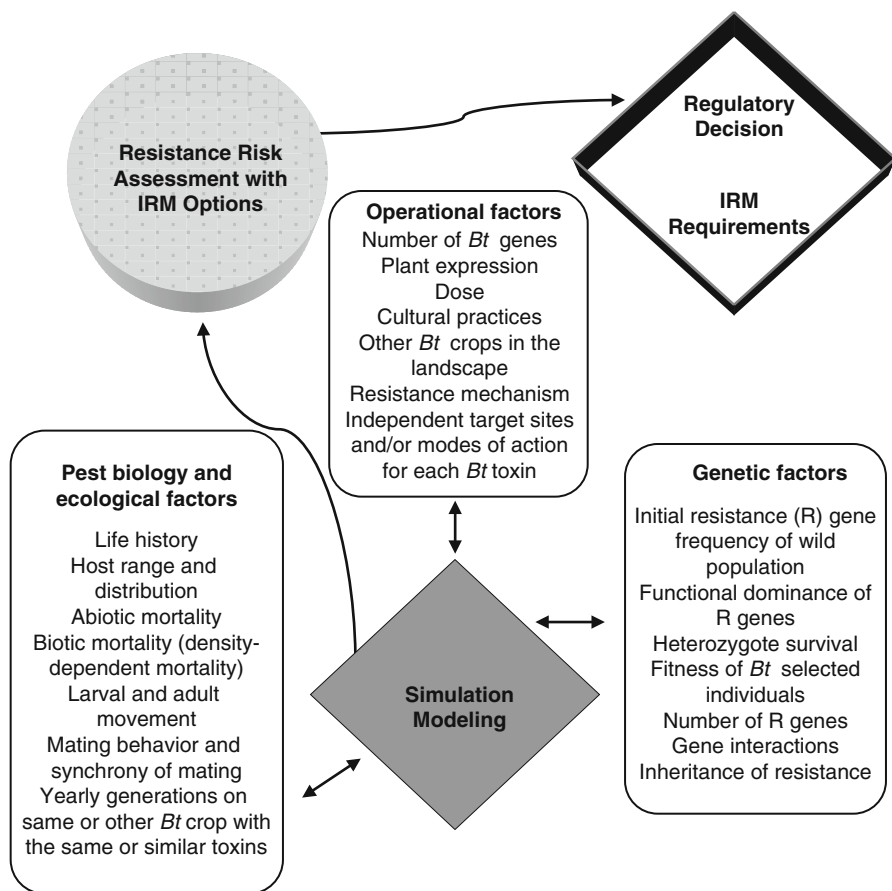 Resistance Risk
Assessment with
IRM Options
Regulatory
Decision
IRM
Requirements
Operational factors
Number of Bt genes
Plant expression
Dose
Cultural practices
Other Bt crops in the
landscape
Resistance mechanism
Independent target sites
and/or modes of action
for each Bt toxin
Pest biology and
ecological factors
Life history
Host range and
distribution
Abiotic mortality
Biotic mortality (density-
dependent mortality)
Larval and adult
movement
Mating behavior and
synchrony of mating
Yearly generations on
same or other Bt crop with
the same or similar toxins
Simulation
Modeling
Genetic factors
Initial resistance (R) gene
frequency of wild
population
Functional dominance of
R genes
Heterozygote survival
Fitness of Bt selected
individuals
Number of R genes
Gene interactions
Inheritance of resistance